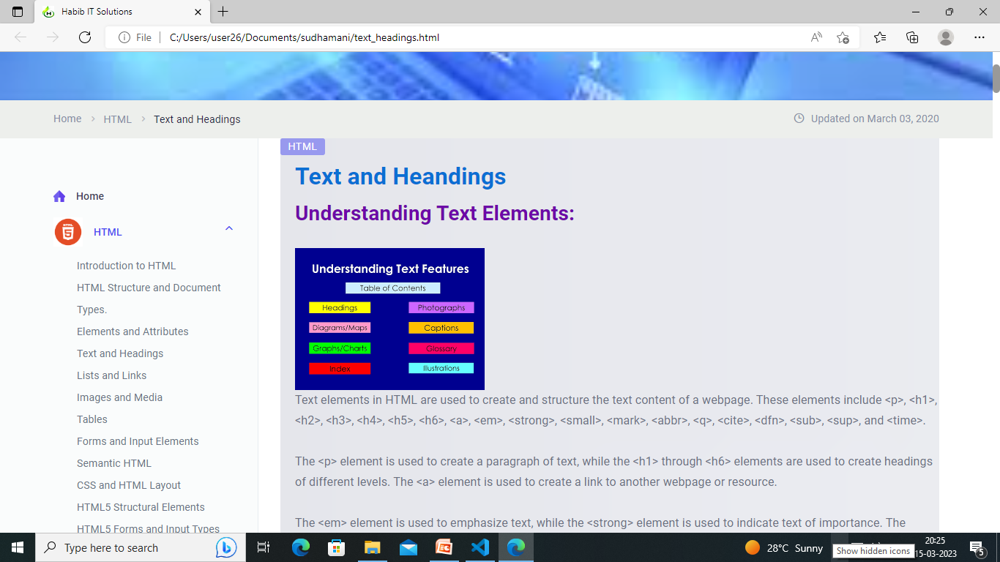 Habib IT Solutions
File
C:/Users/user26/Documents/sudhamani/text_headings.html
Home
HTML
Text and Headings
Updated on March 03, 2020
Home
HTML
Introduction to HTML
HTML Structure and Document
Types.
Elements and Attributes
Text and Headings
Lists and Links
Images and Media
Tables
Forms and Input Elements
Semantic HTML
CSS and HTML Layout
HTML5 Structural Elements
HTML5 Forms and Input Types
HTML
Text and Heandings
Understanding Text Elements:
Understanding Text Features
Table of Contents
Headings
Photographs
Diagrams/Maps
Captions
Graphs/Charts
Glossary
Index
Illustrations
Text elements in HTML are used to create and structure the text content of a webpage. These elements include <p>, <h1>,
<h2>, <h3>, <h4>, <h5>, <h6>, <a>, <em>, <strong>, <small>, <mark>, <abbr>, <q>, <cite>, <dfn>, <sub>, <sup>, and <time>.
The <p> element is used to create a paragraph of text, while the <h1> through <h6> elements are used to create headings
of different levels. The <a> element is used to create a link to another webpage or resource.
The <em> element is used to emphasize text, while the <strong> element is used to indicate text of importance. The
Type here to search
28°C Sunny
Show hidden icons
20:25
15-03-2023
5